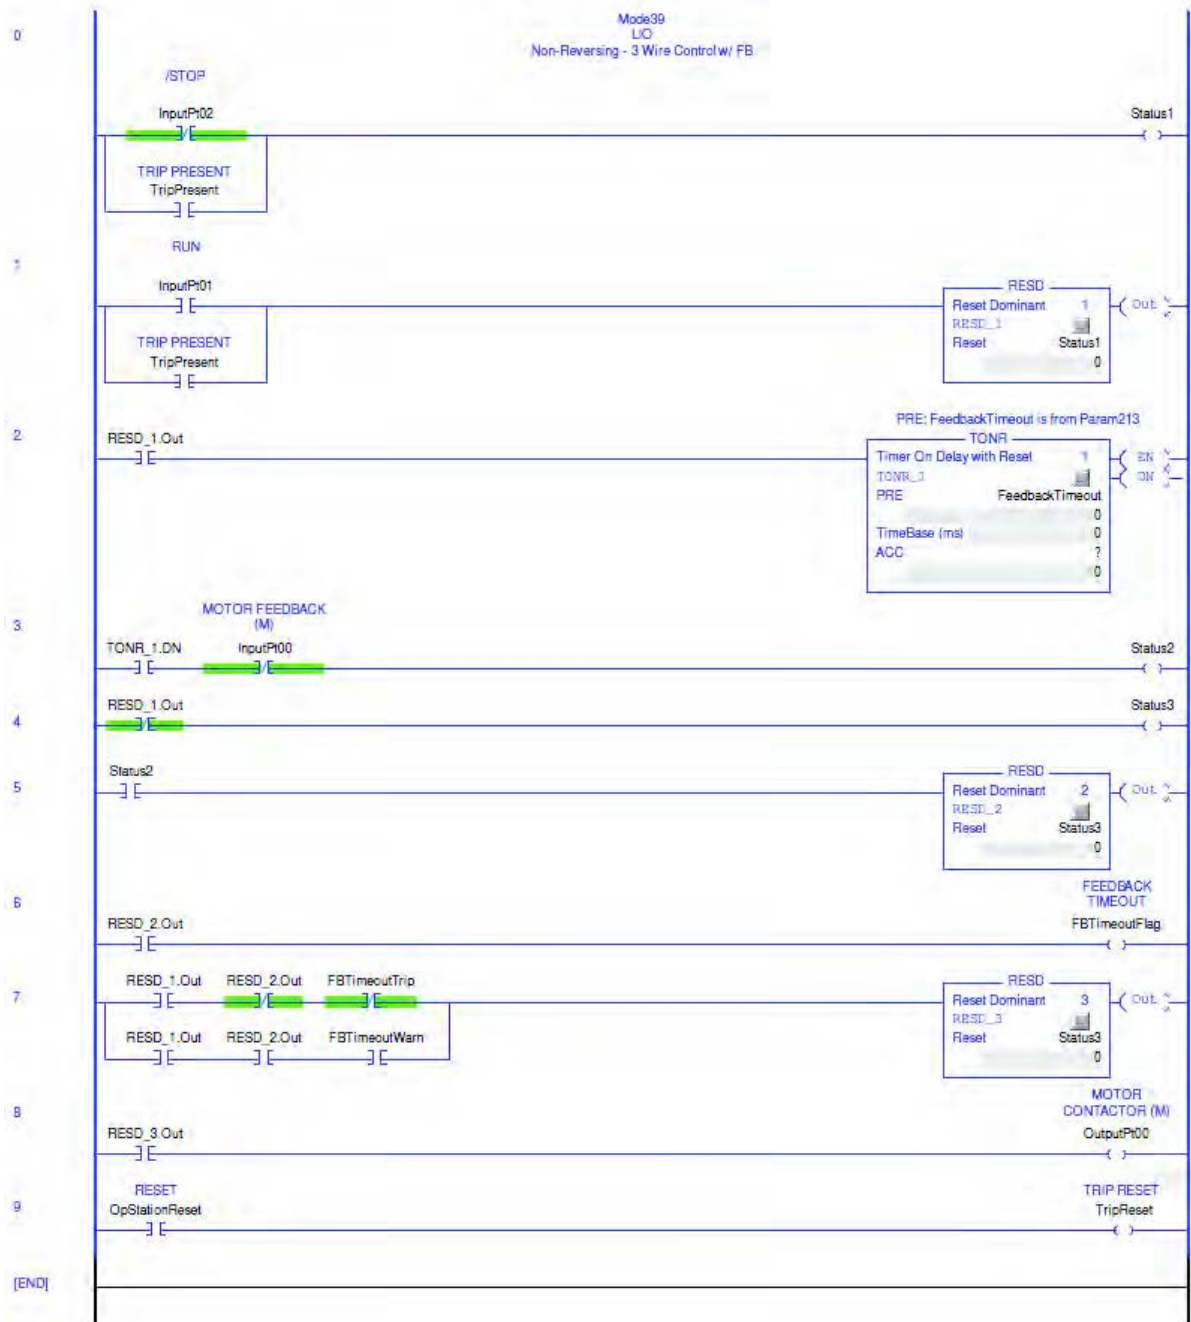 0
Mode39
LIO
Non-Reversing - 3 Wire Control w/ FB
/STOP
InputPt02
Status1
TRIP PRESENT
TripPresent
RUN
1
InputPt01
RESD
Reset Dominant 1
Out
RESD_1
Reset Status1
0
TRIP PRESENT
TripPresent
PRE: FeedbackTimeout is from Param213
2
RESD_1.Out
TONR
Timer On Delay with Reset 1
EN
TONR_1
DN
PRE FeedbackTimeout
0
TimeBase (ms) 0
ACC ?
0
MOTOR FEEDBACK
(M)
3
TONR_1.DN InputPt00 Status2
RESD_1.Out Status3
4
Status2
5
RESD
Reset Dominant 2
Out
RESD_2
Reset Status3
0
FEEDBACK
TIMEOUT
6
RESD_2.Out FBTimeoutFlag
7
RESD_1.Out RESD_2.Out FBTimeoutTrip
RESD
Reset Dominant 3
Out
RESD_3
Reset Status3
0
RESD_1.Out RESD_2.Out FBTimeoutWarn
MOTOR
CONTACTOR (M)
8
RESD_3.Out OutputPt00
RESET TRIP RESET
9
OpStationReset TripReset
[END]